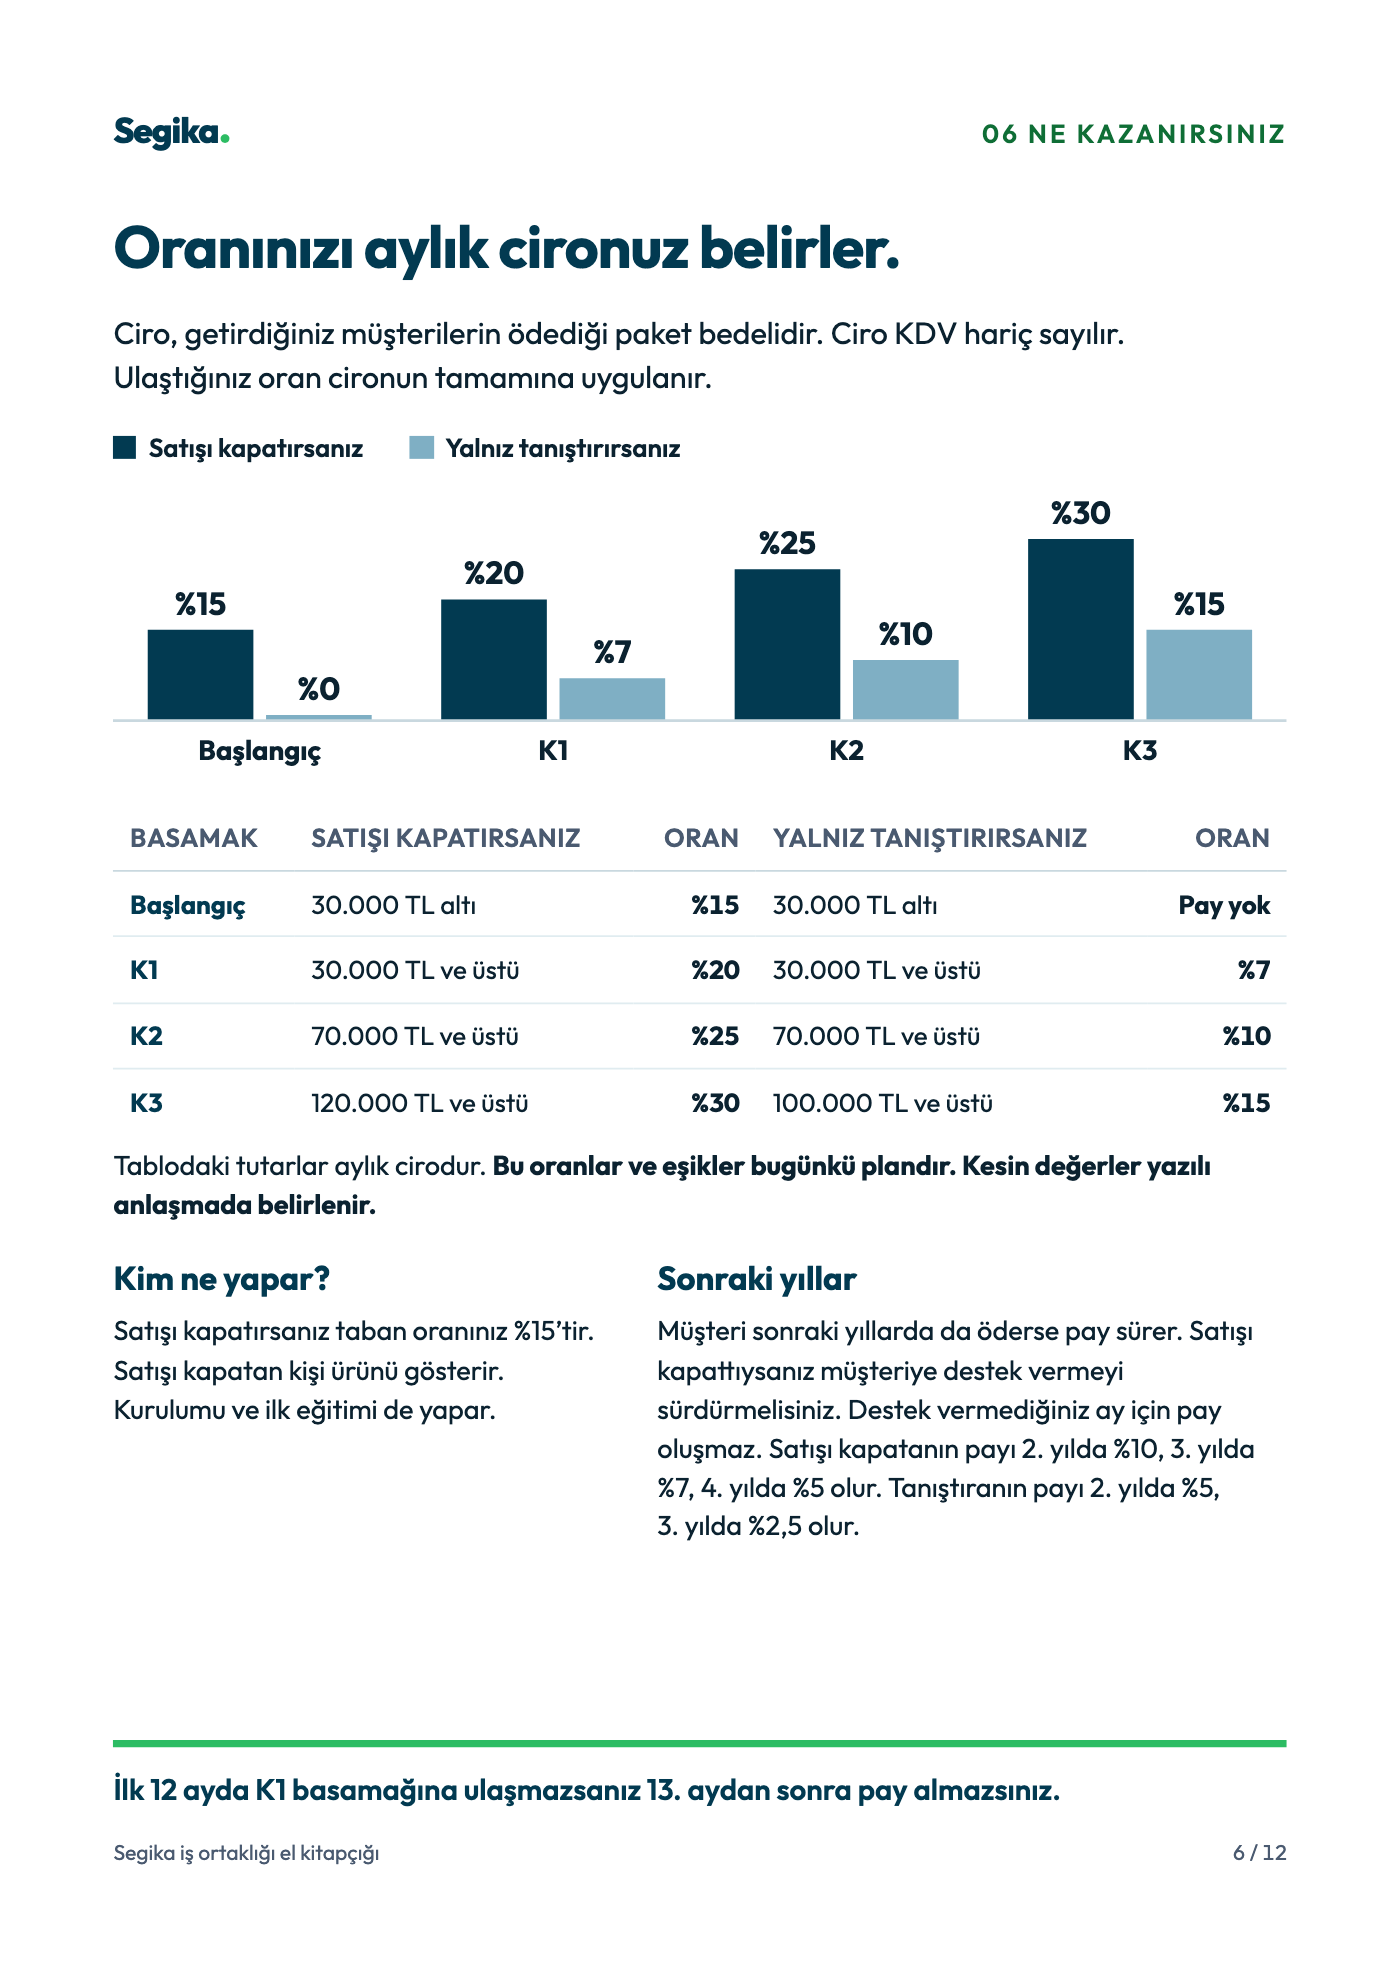 Segika.
06 NE KAZANIRSINIZ
Oranınızı aylık cironuz belirler.
Ciro, getirdiğiniz müşterilerin ödediği paket bedelidir. Ciro KDV hariç sayılır.
Ulaştığınız oran cironun tamamına uygulanır.
Satışı kapatırsanız
Yalnız tanıştırırsanız
%15
%0
%20
%7
%25
%10
%30
%15
Başlangıç
K1
K2
K3
BASAMAK SATIŞI KAPATIRSANIZ ORAN YALNIZ TANIŞTIRIRSANIZ ORAN
Başlangıç 30.000 TL altı %15 30.000 TL altı Pay yok
K1 30.000 TL ve üstü %20 30.000 TL ve üstü %7
K2 70.000 TL ve üstü %25 70.000 TL ve üstü %10
K3 120.000 TL ve üstü %30 100.000 TL ve üstü %15
Tablodaki tutarlar aylık cirodur. Bu oranlar ve eşikler bugünkü plandır. Kesin değerler yazılı
anlaşmada belirlenir.
Kim ne yapar?
Satışı kapatırsanız taban oranınız %15’tir.
Satışı kapatan kişi ürünü gösterir.
Kurulumu ve ilk eğitimi de yapar.
Sonraki yıllar
Müşteri sonraki yıllarda da öderse pay sürer. Satışı
kapattıysanız müşteriye destek vermeyi
sürdürmelisiniz. Destek vermediğiniz ay için pay
oluşmaz. Satışı kapatanın payı 2. yılda %10, 3. yılda
%7, 4. yılda %5 olur. Tanıştıranın payı 2. yılda %5,
3. yılda %2,5 olur.
İlk 12 ayda K1 basamağına ulaşmazsanız 13. aydan sonra pay almazsınız.
Segika iş ortaklığı el kitapçığı
6 / 12